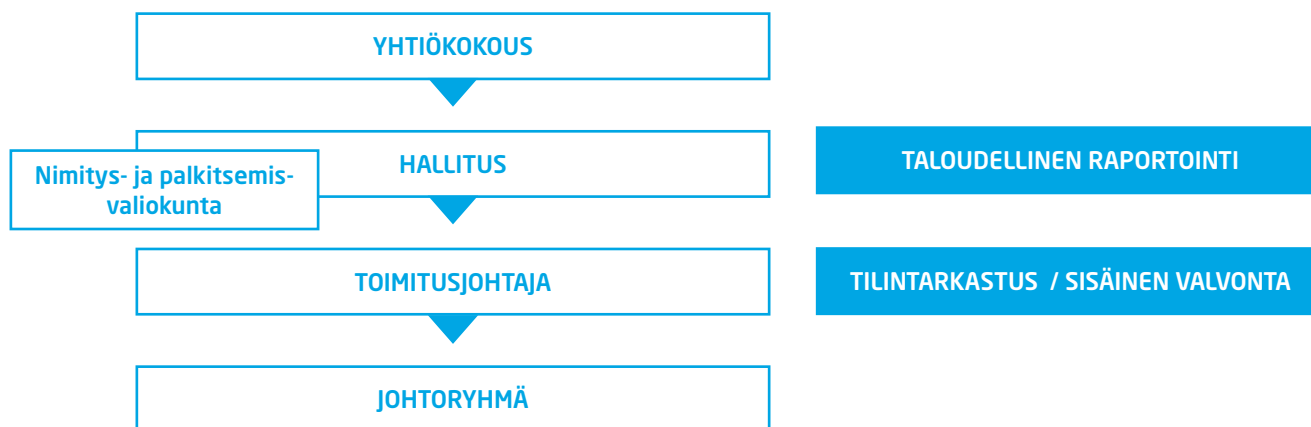 YHTIÖKOKOUS
HALLITUS
Nimitys- ja palkitsemis-
valiokunta
TALOUDELLINEN RAPORTOINTI
TOIMITUSJOHTAJA
TILINTARKASTUS / SISÄINEN VALVONTA
JOHTORYHMÄ